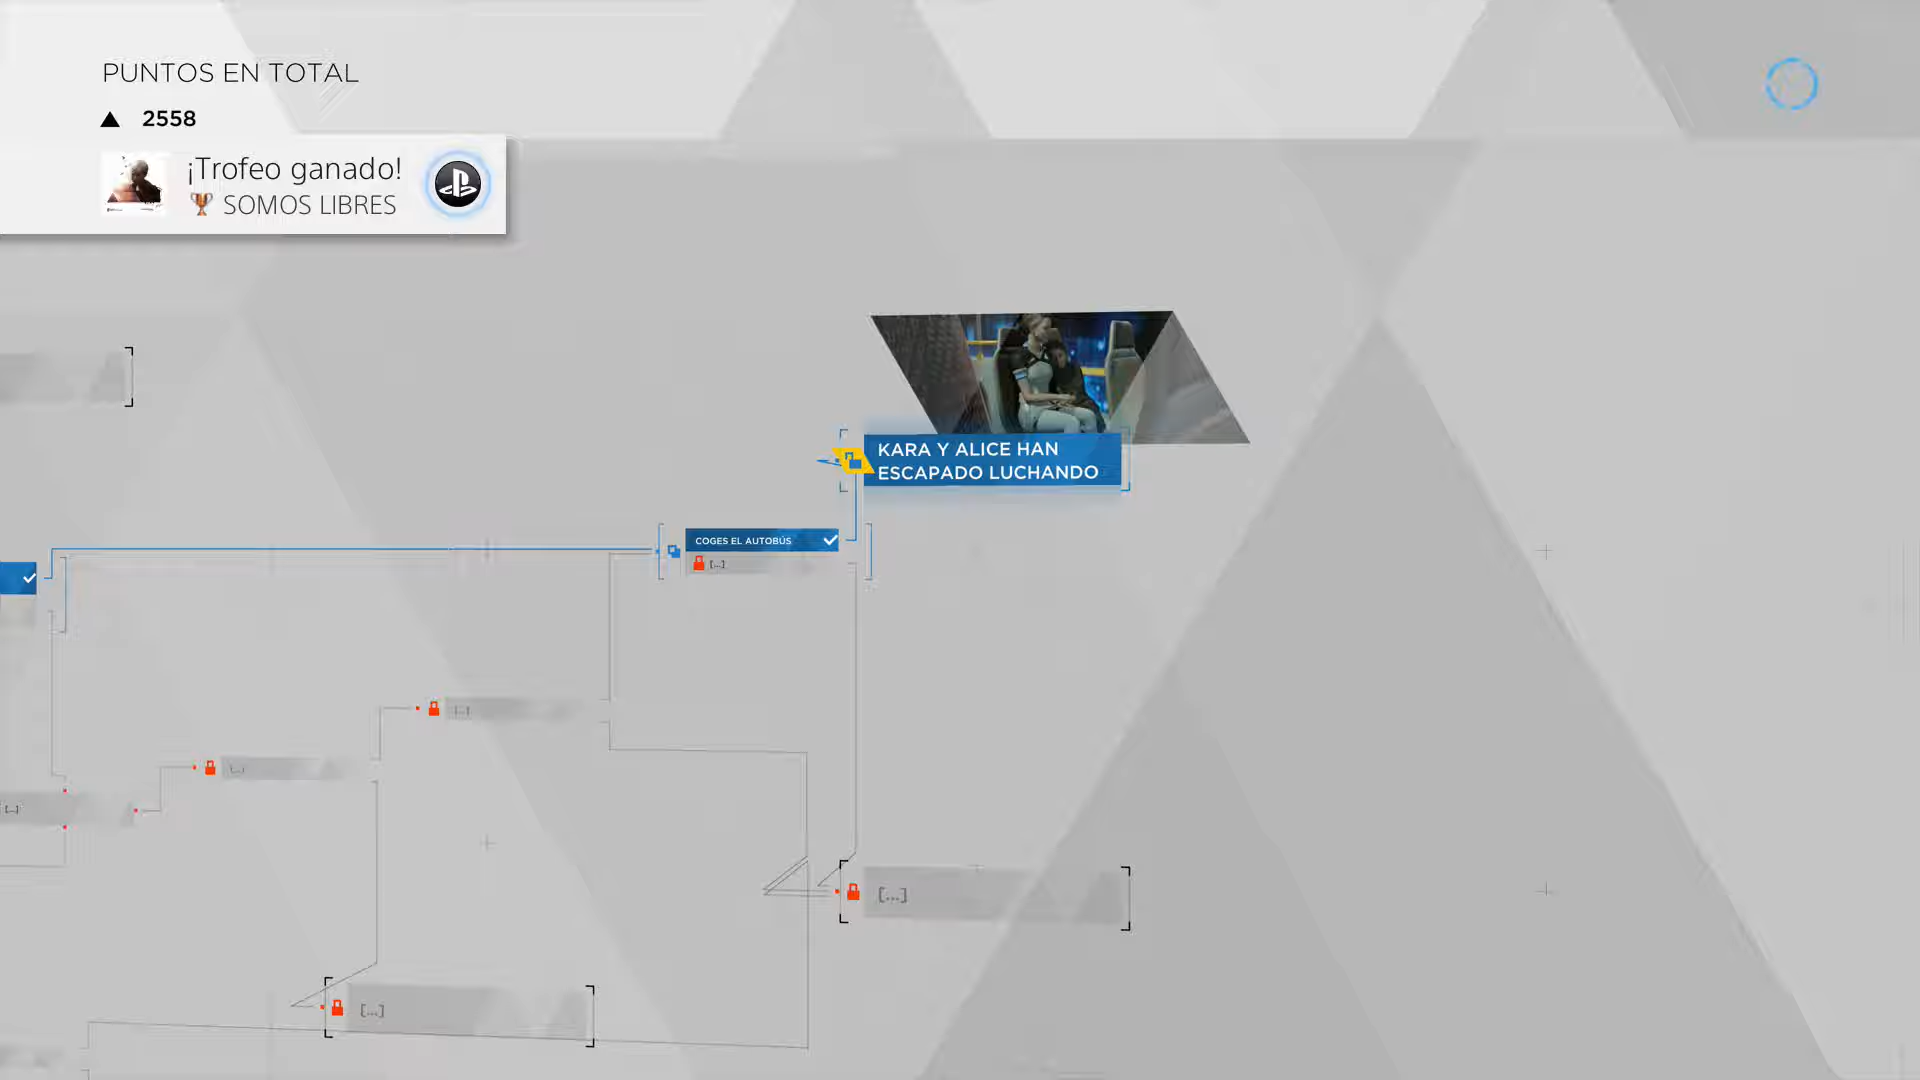 PUNTOS EN TOTAL
2558
¡Trofeo ganado!
SOMOS LIBRES
KARA Y ALICE HAN
ESCAPADO LUCHANDO
COGES EL AUTOBÚS
[...]
[...]
[...]
[...]
[...]
[...]